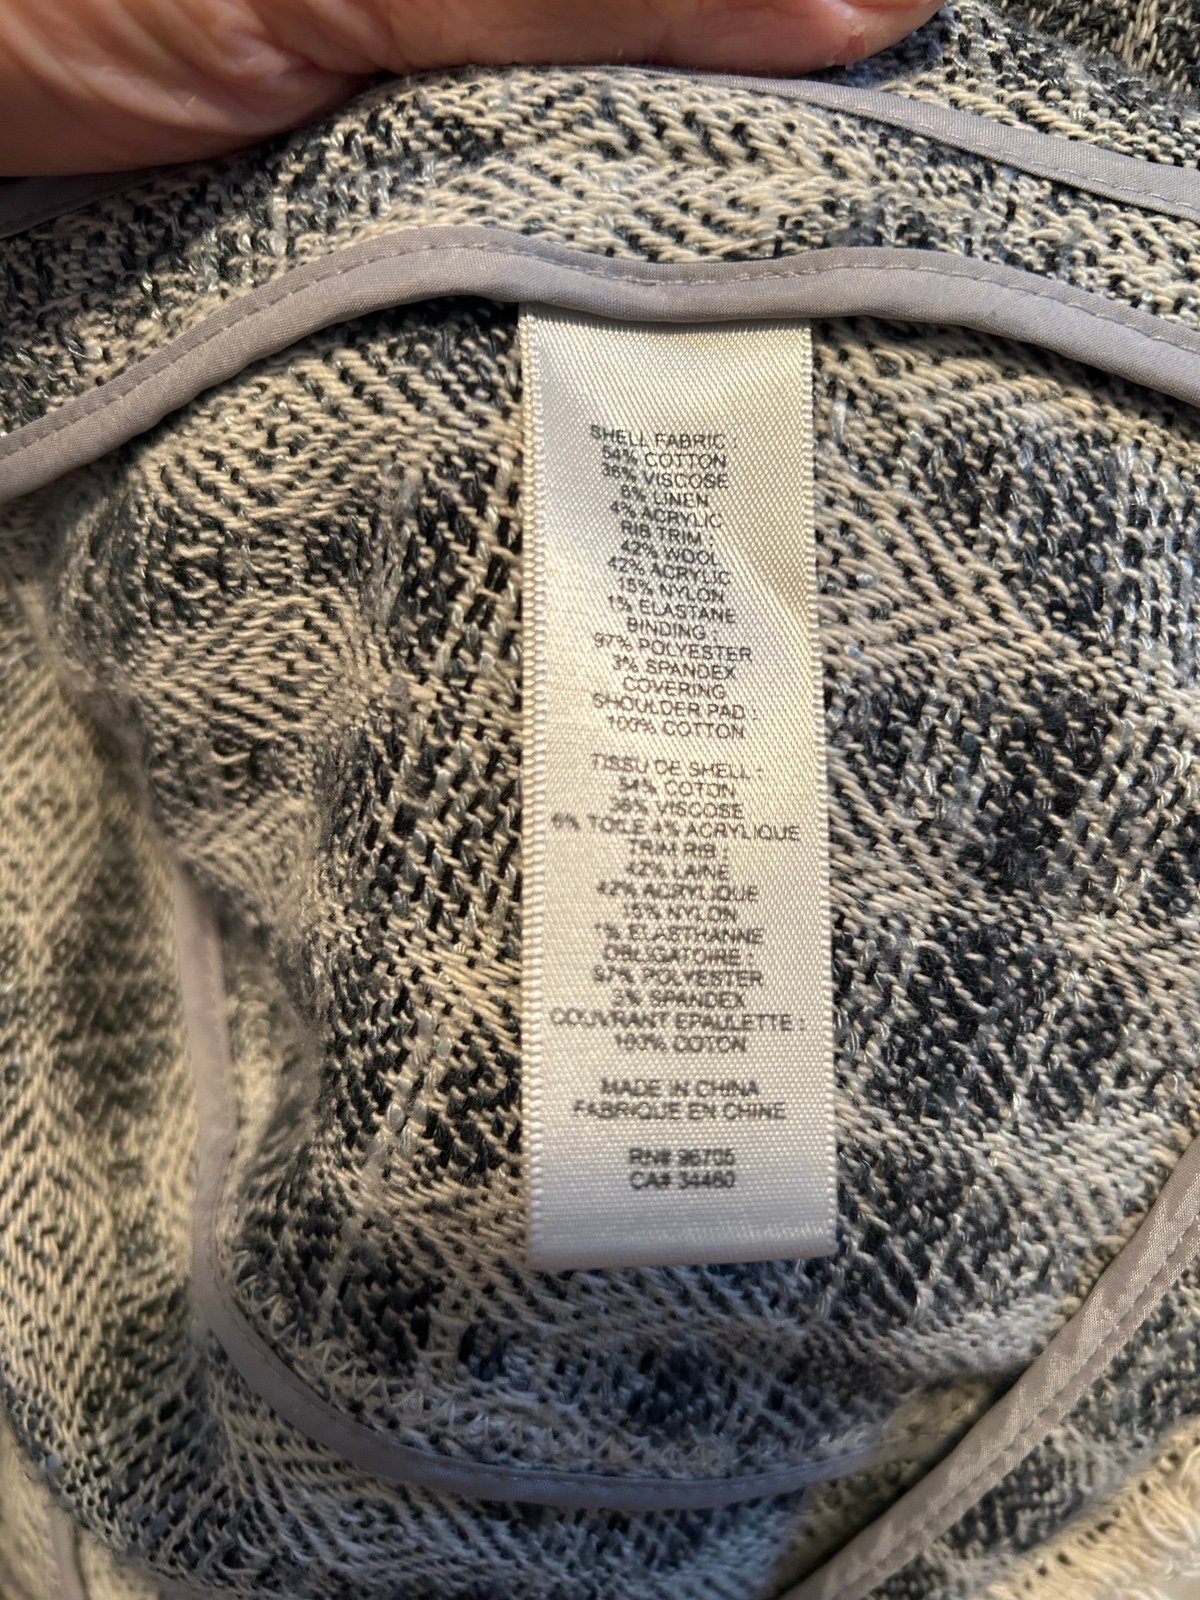 SHELL FABRIC :
54% COTTON
36% VISCOSE
6% LINEN
4% ACRYLIC
RIB TRIM :
42% WOOL
42% ACRYLIC
15% NYLON
1% ELASTANE
BINDING :
97% POLYESTER
3% SPANDEX
COVERING
SHOULDER PAD :
100% COTTON
TISSU DE SHELL :
54% COTON
36% VISCOSE
6% TOILE 4% ACRYLIQUE
TRIM RIB :
42% LAINE
42% ACRYLIQUE
15% NYLON
1% ELASTHANNE
OBLIGATOIRE :
97% POLYESTER
3% SPANDEX
COUVRANT EPAULETTE :
100% COTON
MADE IN CHINA
FABRIQUE EN CHINE
RN# 96705
CA# 34460